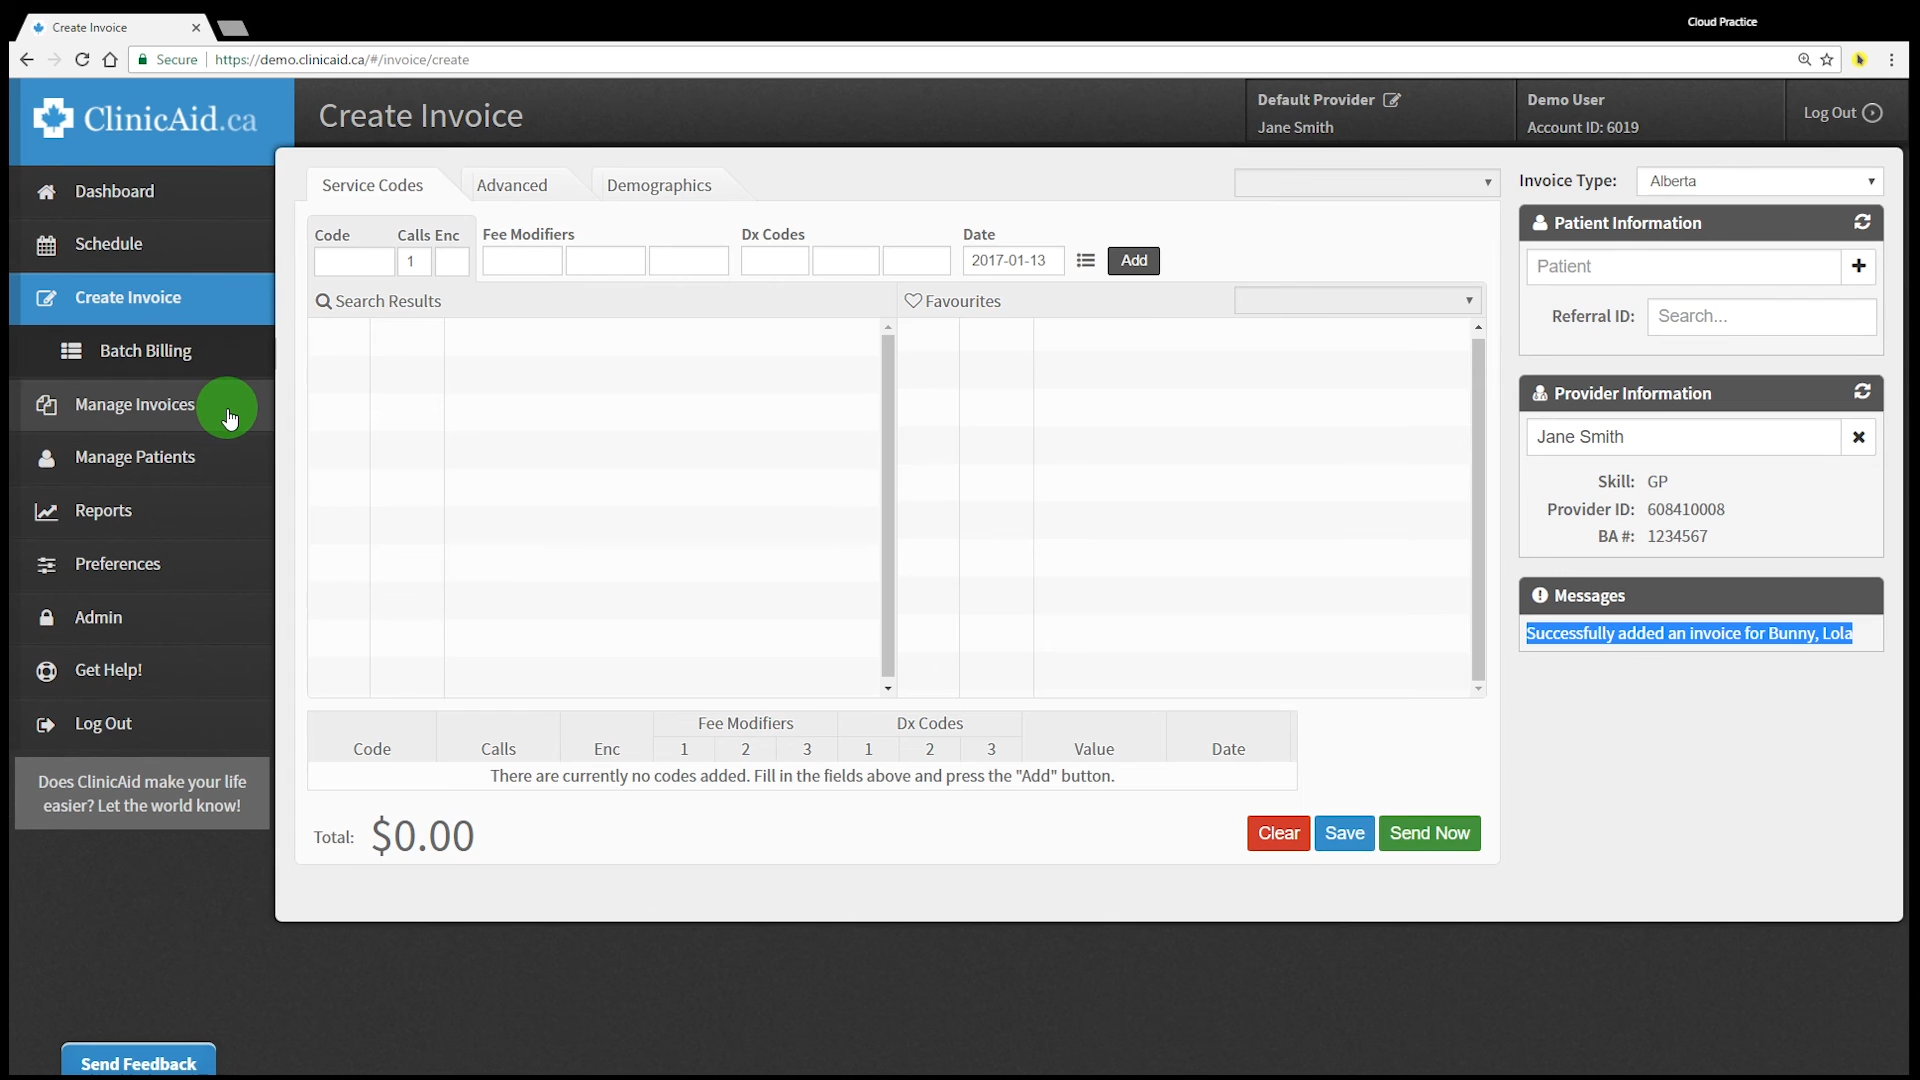 Create Invoice
Cloud Practice
Secure https://demo.clinicaid.ca/#/invoice/create
ClinicAid.ca
Create Invoice
Default Provider
Jane Smith
Demo User
Account ID: 6019
Log Out
Dashboard
Schedule
Create Invoice
Batch Billing
Manage Invoices
Manage Patients
Reports
Preferences
Admin
Get Help!
Log Out
Does ClinicAid make your life
easier? Let the world know!
Send Feedback
Service Codes Advanced Demographics
Code Calls Enc Fee Modifiers Dx Codes Date
1 2017-01-13 Add
Search Results Favourites
Fee Modifiers Dx Codes
Code Calls Enc 1 2 3 1 2 3 Value Date
There are currently no codes added. Fill in the fields above and press the "Add" button.
Total: $0.00
Clear Save Send Now
Invoice Type: Alberta
Patient Information
Patient
Referral ID: Search...
Provider Information
Jane Smith
Skill: GP
Provider ID: 608410008
BA #: 1234567
Messages
Successfully added an invoice for Bunny, Lola